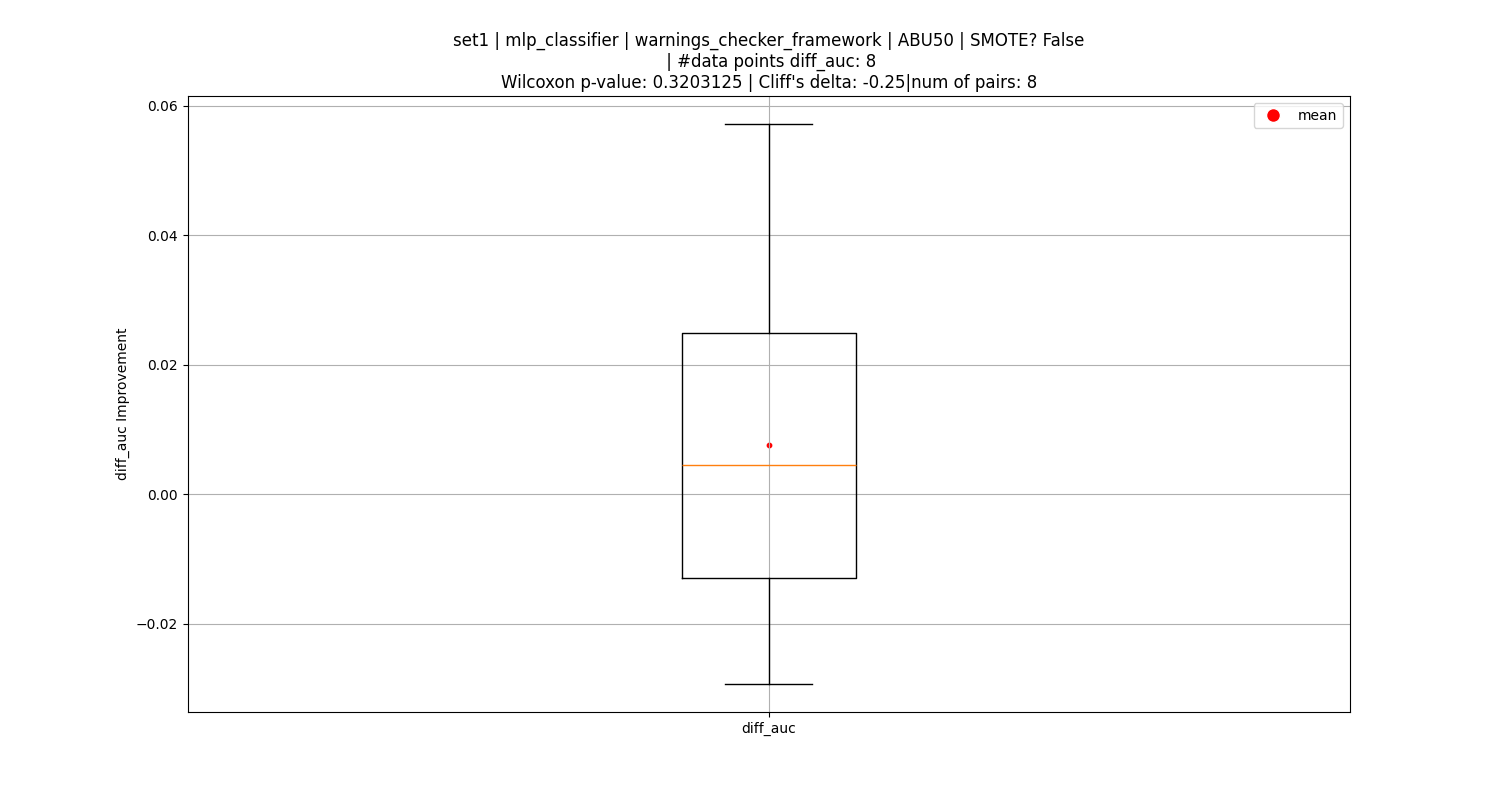 set1 | mlp_classifier | warnings_checker_framework | ABU50 | SMOTE? False
| #data points diff_auc: 8
Wilcoxon p-value: 0.3203125 | Cliff's delta: -0.25|num of pairs: 8
mean
0.06
0.04
0.02
0.00
−0.02
diff_auc Improvement
diff_auc